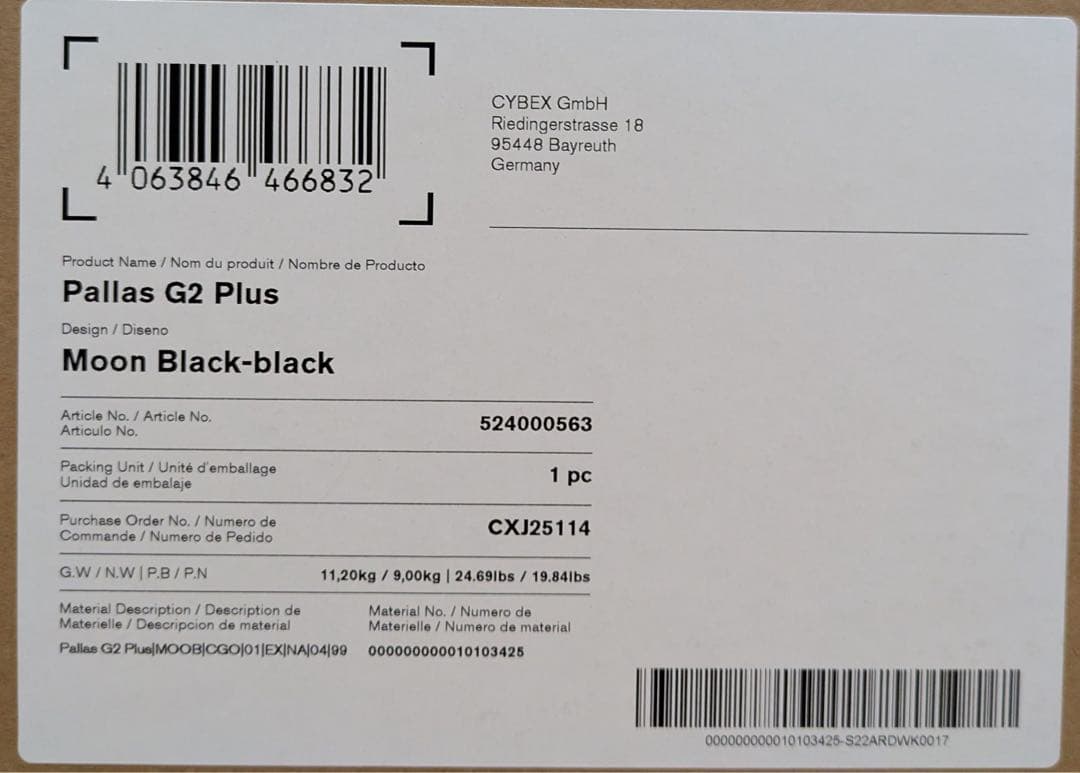 4 063846 466832
CYBEX GmbH
Riedingerstrasse 18
95448 Bayreuth
Germany
Product Name / Nom du produit / Nombre de Producto
Pallas G2 Plus
Design / Diseno
Moon Black-black
Article No. / Article No.
Articulo No.
524000563
Packing Unit / Unité d'emballage
Unidad de embalaje
1 pc
Purchase Order No. / Numero de
Commande / Numero de Pedido
CXJ25114
G.W / N.W | P.B / P.N
11,20kg / 9,00kg | 24.69lbs / 19.84lbs
Material Description / Description de
Materielle / Descripcion de material
Pallas G2 Plus|MOOB|CGO|01|EX|NA|04|99
Material No. / Numero de
Materielle / Numero de material
000000000010103425
000000000010103425-S22ARDWK0017